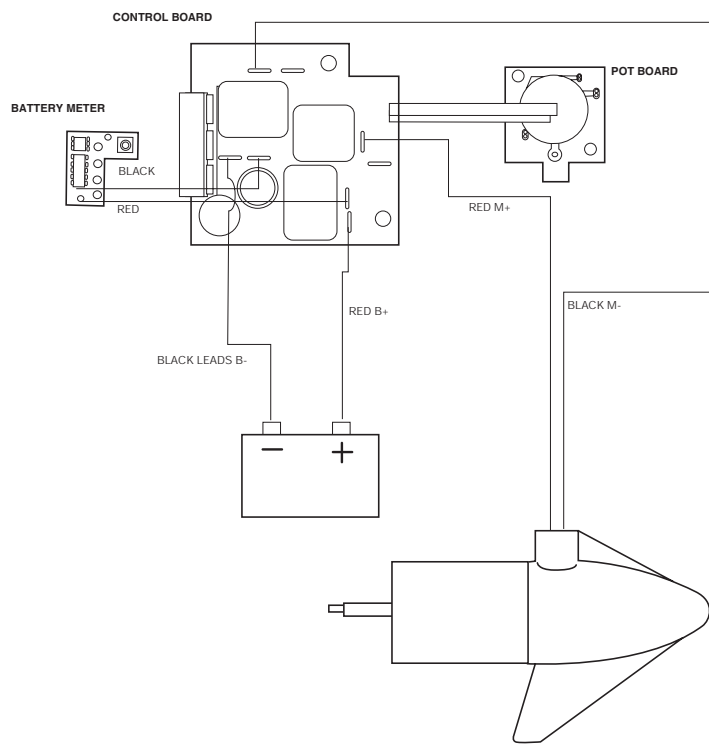 CONTROL BOARD
POT BOARD
BATTERY METER
BLACK
RED
RED M+
BLACK M-
RED B+
BLACK LEADS B-
− +